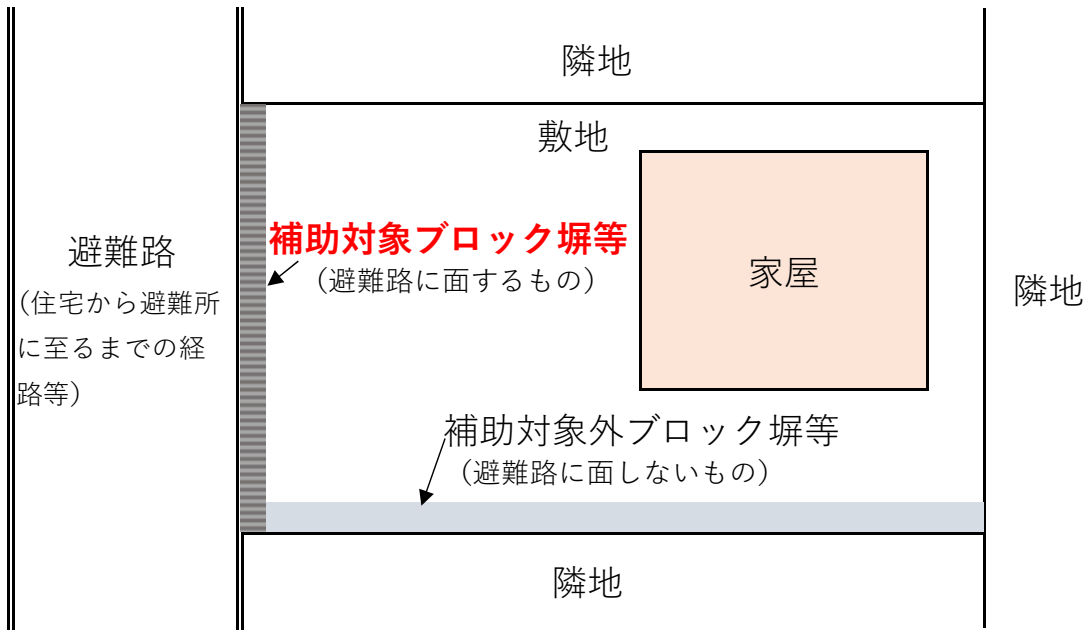 隣地
敷地
補助対象ブロック塀等
(避難路に面するもの)
避難路
(住宅から避難所
に至るまでの経
路等)
家屋
隣地
補助対象外ブロック塀等
(避難路に面しないもの)
隣地